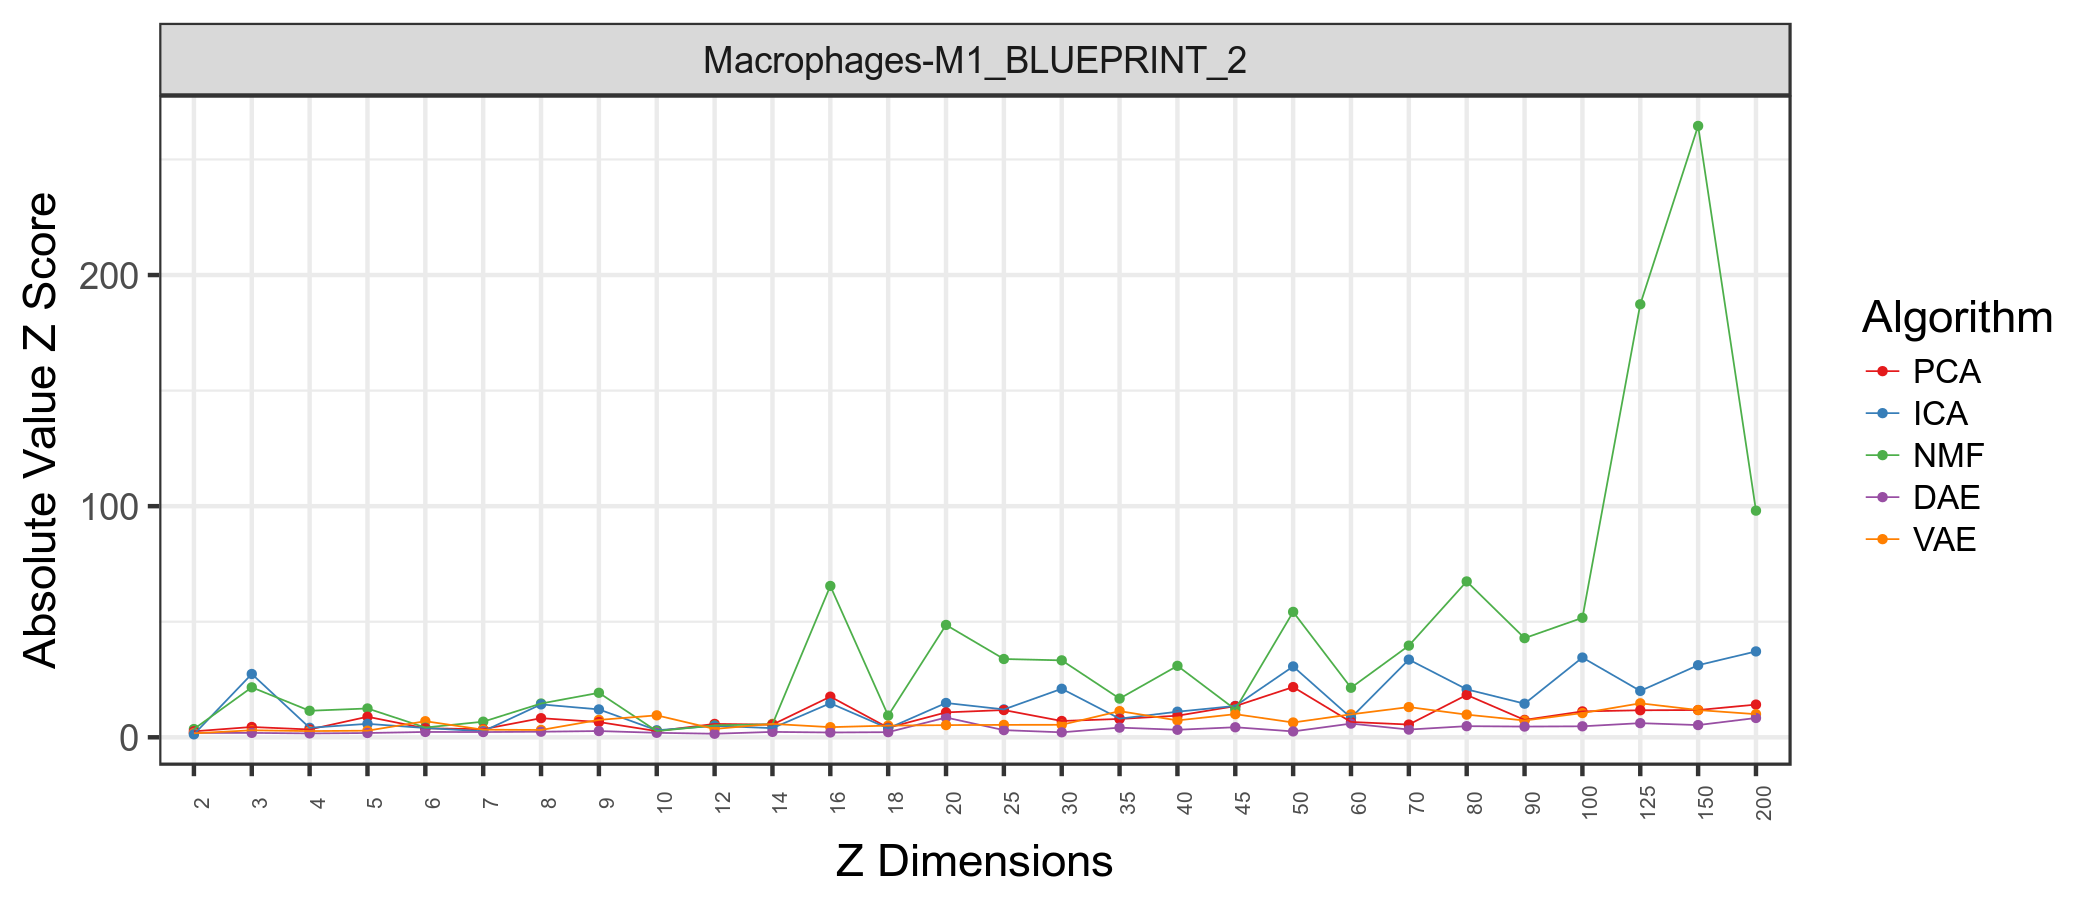 Macrophages-M1_BLUEPRINT_2
Absolute Value Z Score
200
100
0
2 3 4 5 6 7 8 9 10 12 14 16 18 20 25 30 35 40 45 50 60 70 80 90 100 125 150 200
Z Dimensions
Algorithm
PCA
ICA
NMF
DAE
VAE